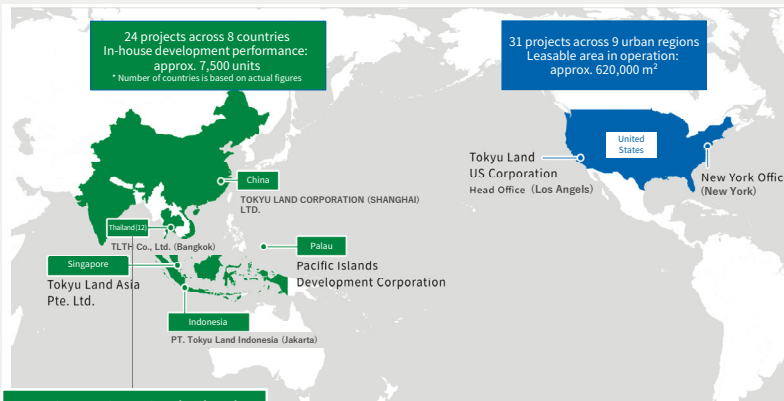 24 projects across 8 countries
In-house development performance:
approx. 7,500 units
* Number of countries is based on actual figures
31 projects across 9 urban regions
Leasable area in operation:
approx. 620,000 m²
United
States
Tokyu Land
US Corporation
Head Office (Los Angels)
New York Offic
(New York)
China
TOKYU LAND CORPORATION (SHANGHAI)
LTD.
Thailand(12)
TLTH Co., Ltd. (Bangkok)
Palau
Pacific Islands
Development Corporation
Singapore
Tokyu Land Asia
Pte. Ltd.
Indonesia
PT. Tokyu Land Indonesia (Jakarta)